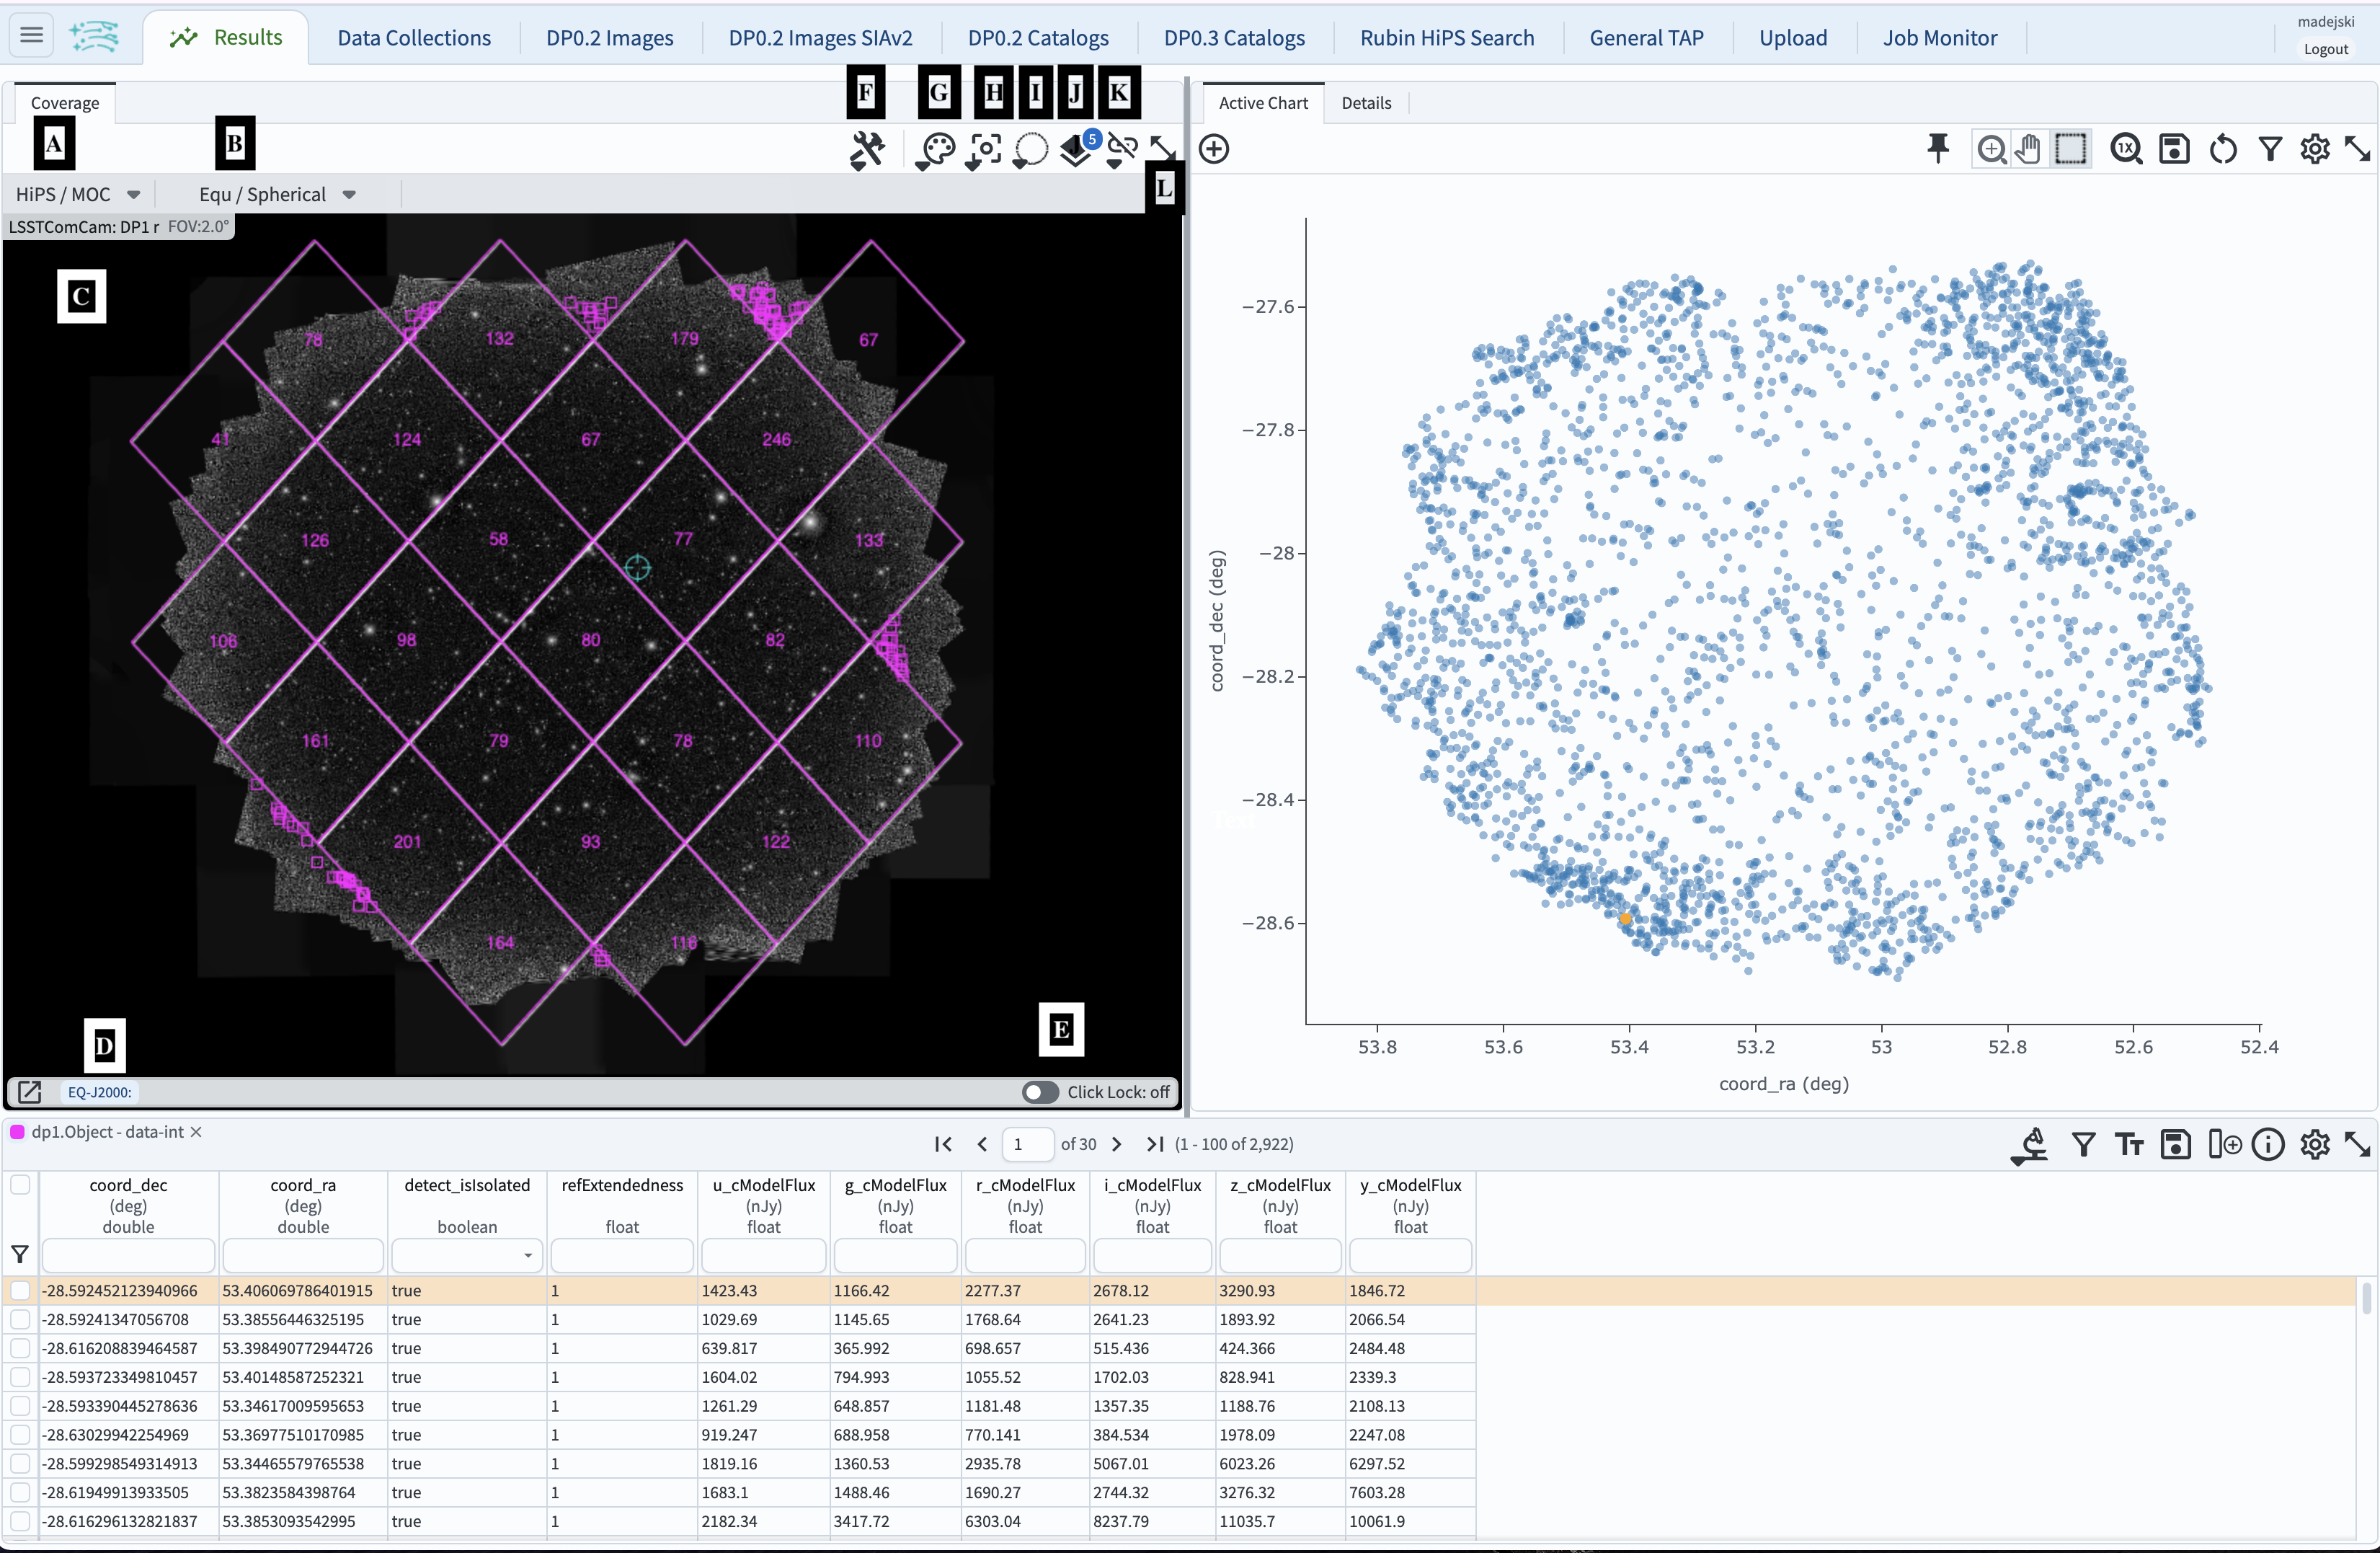 Results Data Collections DP0.2 Images DP0.2 Images SIAv2 DP0.2 Catalogs DP0.3 Catalogs Rubin HiPS Search General TAP Upload Job Monitor
madejski
Logout
Coverage
F G H I J K
A B
5
L
HiPS / MOC Equ / Spherical
LSSTComCam: DP1 r FOV:2.0°
C
78 132 179 67
41 124 67 246
126 58 77 133
106 98 80 82
161 79 78 110
201 93 122
164 116
D E
EQ-J2000: Click Lock: off
Active Chart Details
1X
coord_dec (deg)
−27.6
−27.8
−28
−28.2
−28.4
−28.6
53.8 53.6 53.4 53.2 53 52.8 52.6 52.4
coord_ra (deg)
dp1.Object - data-int
1 of 30 (1 - 100 of 2,922)
coord_dec coord_ra detect_isIsolated refExtendedness u_cModelFlux g_cModelFlux r_cModelFlux i_cModelFlux z_cModelFlux y_cModelFlux
(deg) (deg) (nJy) (nJy) (nJy) (nJy) (nJy) (nJy)
double double boolean float float float float float float float
-28.592452123940966 53.406069786401915 true 1 1423.43 1166.42 2277.37 2678.12 3290.93 1846.72
-28.59241347056708 53.38556446325195 true 1 1029.69 1145.65 1768.64 2641.23 1893.92 2066.54
-28.616208839464587 53.398490772944726 true 1 639.817 365.992 698.657 515.436 424.366 2484.48
-28.593723349810457 53.40148587252321 true 1 1604.02 794.993 1055.52 1702.03 828.941 2339.3
-28.593390445278636 53.34617009595653 true 1 1261.29 648.857 1181.48 1357.35 1188.76 2108.13
-28.63029942254969 53.36977510170985 true 1 919.247 688.958 770.141 384.534 1978.09 2247.08
-28.599298549314913 53.34465579765538 true 1 1819.16 1360.53 2935.78 5067.01 6023.26 6297.52
-28.61949913933505 53.3823584398764 true 1 1683.1 1488.46 1690.27 2744.32 3276.32 7603.28
-28.616296132821837 53.3853093542995 true 1 2182.34 3417.72 6303.04 8237.79 11035.7 10061.9